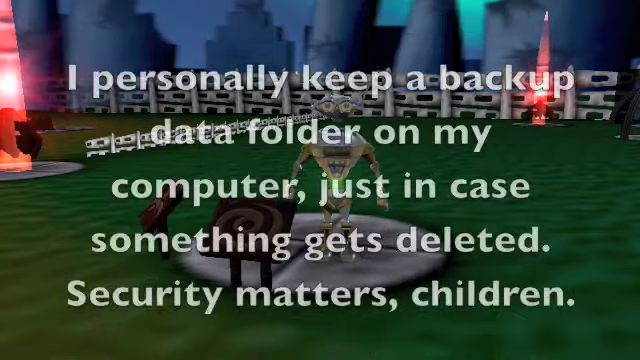 I personally keep a backup
data folder on my
computer, just in case
something gets deleted.
Security matters, children.